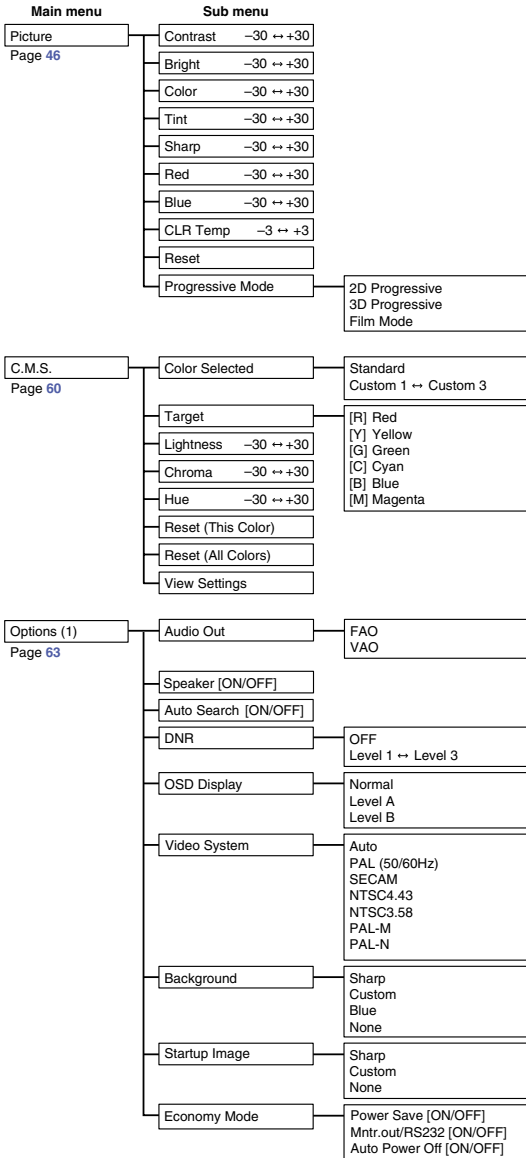 Main menu Sub menu
Picture
Page 46
Contrast –30 ↔ +30
Bright –30 ↔ +30
Color –30 ↔ +30
Tint –30 ↔ +30
Sharp –30 ↔ +30
Red –30 ↔ +30
Blue –30 ↔ +30
CLR Temp –3 ↔ +3
Reset
Progressive Mode
2D Progressive
3D Progressive
Film Mode
C.M.S.
Page 60
Color Selected
Standard
Custom 1 ↔ Custom 3
Target
[R] Red
[Y] Yellow
[G] Green
[C] Cyan
[B] Blue
[M] Magenta
Lightness –30 ↔ +30
Chroma –30 ↔ +30
Hue –30 ↔ +30
Reset (This Color)
Reset (All Colors)
View Settings
Options (1)
Page 63
Audio Out
FAO
VAO
Speaker [ON/OFF]
Auto Search [ON/OFF]
DNR
OFF
Level 1 ↔ Level 3
OSD Display
Normal
Level A
Level B
Video System
Auto
PAL (50/60Hz)
SECAM
NTSC4.43
NTSC3.58
PAL-M
PAL-N
Background
Sharp
Custom
Blue
None
Startup Image
Sharp
Custom
None
Economy Mode
Power Save [ON/OFF]
Mntr.out/RS232 [ON/OFF]
Auto Power Off [ON/OFF]